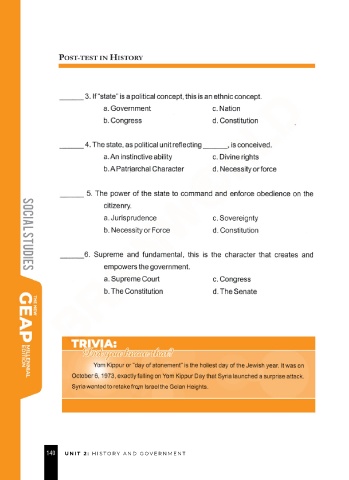 POST-TEST IN HISTORY
______ 3. If "state" is a political concept, this is an ethnic concept.
a. Government c. Nation
b. Congress d. Constitution
______ 4. The state, as political unit reflecting ______, is conceived.
a. An instinctive ability c. Divine rights
b. A Patriarchal Character d. Necessity or force
______ 5. The power of the state to command and enforce obedience on the
citizenry.
a. Jurisprudence c. Sovereignty
b. Necessity or Force d. Constitution
______6. Supreme and fundamental, this is the character that creates and
empowers the government.
a. Supreme Court c. Congress
b. The Constitution d. The Senate
SOCIAL STUDIES
THE NEW
GEAP
MILLENNIAL
EDITION
TRIVIA:
Did you know that?
Yom Kippur or "day of atonement" is the holiest day of the Jewish year. It was on
October 6, 1973, exactly falling on Yom Kippur Day that Syria launched a surprise attack.
Syria wanted to retake from Israel the Golan Heights.
140 UNIT 2: HISTORY AND GOVERNMENT